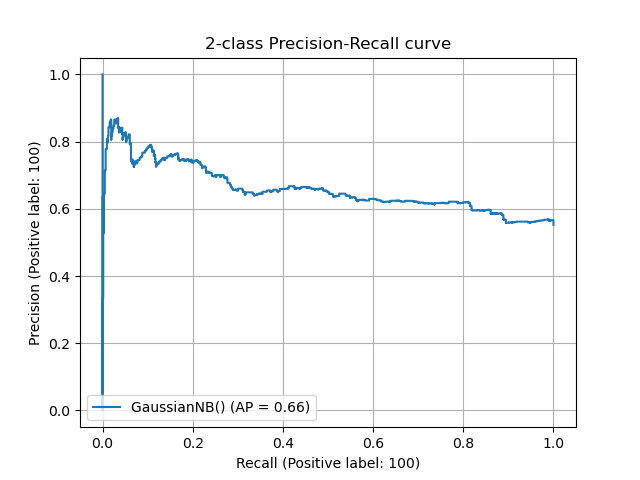 2-class Precision-Recall curve
Precision (Positive label: 100)
1.0
0.8
0.6
0.4
0.2
0.0
GaussianNB() (AP = 0.66)
0.0 0.2 0.4 0.6 0.8 1.0
Recall (Positive label: 100)